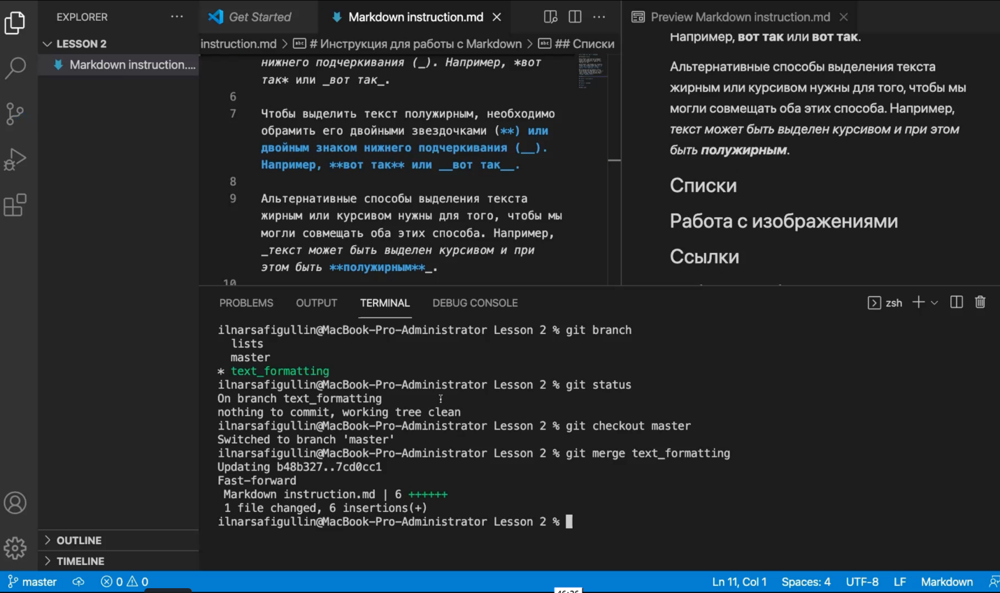 EXPLORER
LESSON 2
Markdown instruction....
OUTLINE
TIMELINE
Get Started
Markdown instruction.md
instruction.md > # Инструкция для работы с Markdown > ## Списки
нижнего подчеркивания (_). Например, *вот
так* или _вот так_.
6
7 Чтобы выделить текст полужирным, необходимо
обрамить его двойными звездочками (**) или
двойным знаком нижнего подчеркивания (__).
Например, **вот так** или __вот так__.
8
9 Альтернативные способы выделения текста
жирным или курсивом нужны для того, чтобы мы
могли совмещать оба этих способа. Например,
_текст может быть выделен курсивом и при
этом быть **полужирным**_.
10
Preview Markdown instruction.md
Например, вот так или вот так.
Альтернативные способы выделения текста
жирным или курсивом нужны для того, чтобы мы
могли совмещать оба этих способа. Например,
текст может быть выделен курсивом и при этом
быть полужирным.
Списки
Работа с изображениями
Ссылки
PROBLEMS OUTPUT TERMINAL DEBUG CONSOLE
zsh
ilnarsafigullin@MacBook-Pro-Administrator Lesson 2 % git branch
lists
master
* text_formatting
ilnarsafigullin@MacBook-Pro-Administrator Lesson 2 % git status
On branch text_formatting
nothing to commit, working tree clean
ilnarsafigullin@MacBook-Pro-Administrator Lesson 2 % git checkout master
Switched to branch 'master'
ilnarsafigullin@MacBook-Pro-Administrator Lesson 2 % git merge text_formatting
Updating b48b327..7cd0cc1
Fast-forward
Markdown instruction.md | 6 ++++++
1 file changed, 6 insertions(+)
ilnarsafigullin@MacBook-Pro-Administrator Lesson 2 %
master 0 0 Ln 11, Col 1 Spaces: 4 UTF-8 LF Markdown